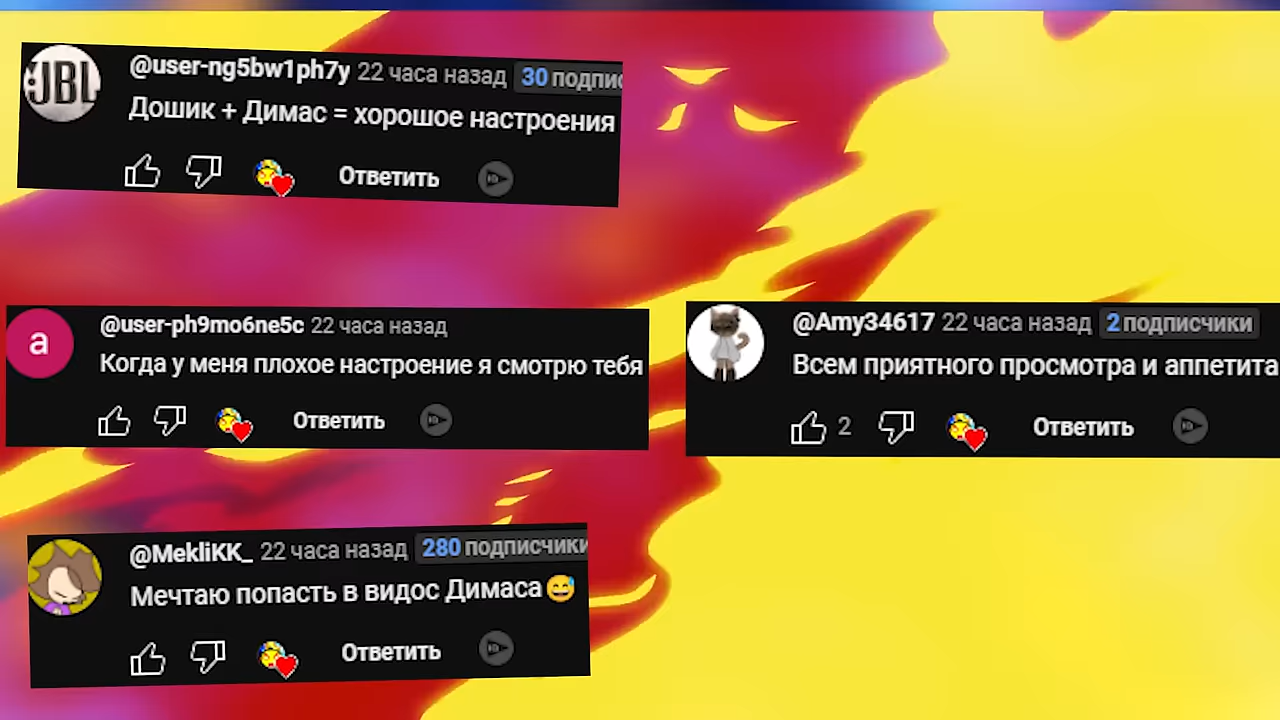 JBL
@user-ng5bw1ph7y 22 часа назад 30 подпис
Дошик + Димас = хорошое настроения
Ответить
a
@user-ph9mo6ne5c 22 часа назад
Когда у меня плохое настроение я смотрю тебя
Ответить
@Amy34617 22 часа назад 2 подписчики
Всем приятного просмотра и аппетита
2 Ответить
@MekliKK_ 22 часа назад 280 подписчики
Мечтаю попасть в видос Димаса😅
Ответить